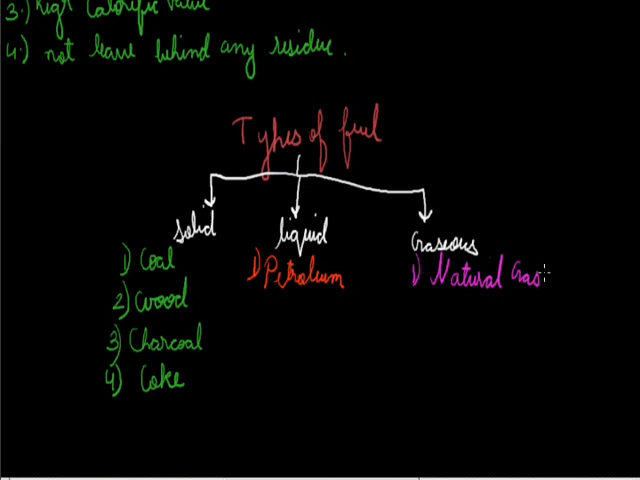 3.) High Calorific Value
4.) not leave behind any residue.
Types of fuel
solid
liquid
Gaseous
1) Coal
2) Wood
3) Charcoal
4) Coke
1) Petrolium
1) Natural Gas